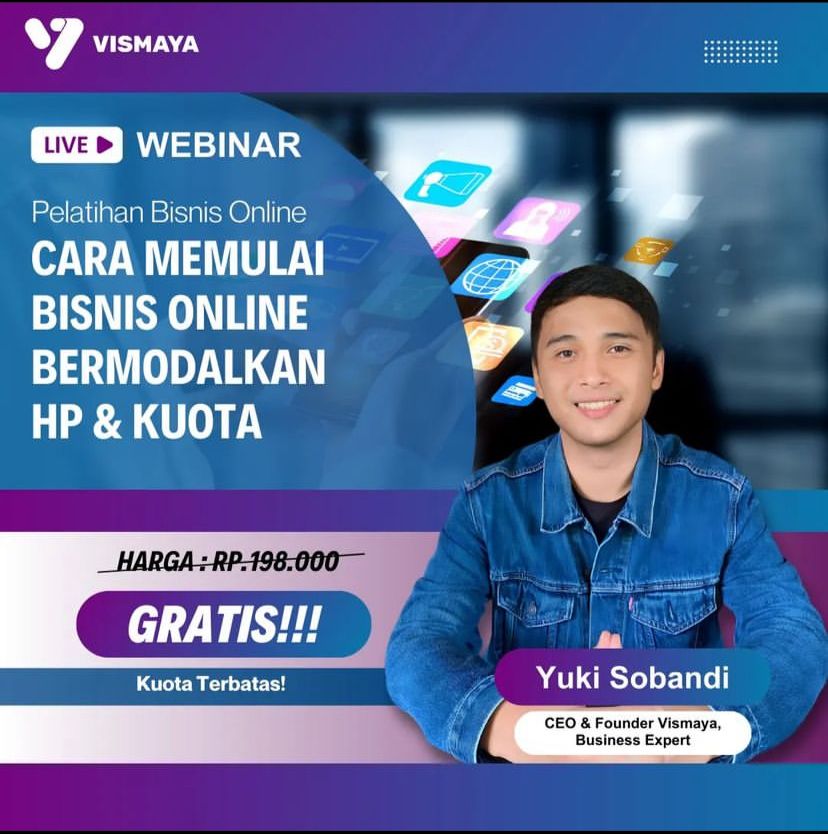 VISMAYA
LIVE WEBINAR
Pelatihan Bisnis Online
CARA MEMULAI
BISNIS ONLINE
BERMODALKAN
HP & KUOTA
HARGA : RP.198.000
GRATIS!!!
Kuota Terbatas!
Yuki Sobandi
CEO & Founder Vismaya,
Business Expert